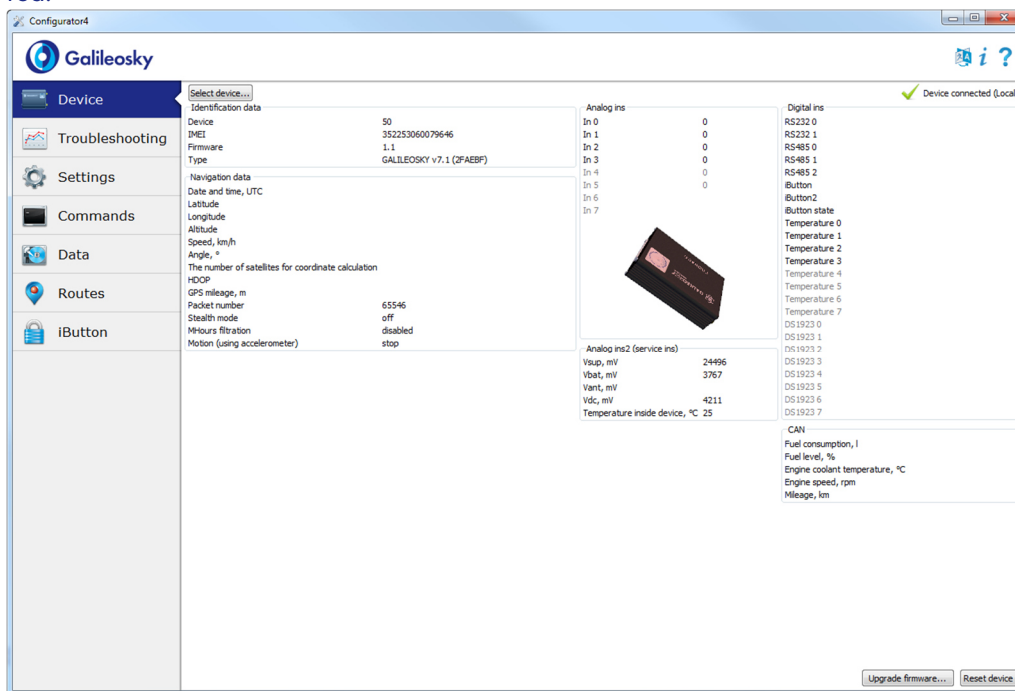 Configurator4
Galileosky
Device
Troubleshooting
Settings
Commands
Data
Routes
iButton
Select device...
Device connected (Local
Identification data
Device 50
IMEI 352253060079646
Firmware 1.1
Type GALILEOSKY v7.1 (2FAEBF)
Navigation data
Date and time, UTC
Latitude
Longitude
Altitude
Speed, km/h
Angle, °
The number of satellites for coordinate calculation
HDOP
GPS mileage, m
Packet number 65546
Stealth mode off
MHours filtration disabled
Motion (using accelerometer) stop
Analog ins
In 0 0
In 1 0
In 2 0
In 3 0
In 4 0
In 5 0
In 6
In 7
Analog ins2 (service ins)
Vsup, mV 24496
Vbat, mV 3767
Vant, mV
Vdc, mV 4211
Temperature inside device, °C 25
Digital ins
RS232 0
RS232 1
RS485 0
RS485 1
RS485 2
iButton
iButton2
iButton state
Temperature 0
Temperature 1
Temperature 2
Temperature 3
Temperature 4
Temperature 5
Temperature 6
Temperature 7
DS1923 0
DS1923 1
DS1923 2
DS1923 3
DS1923 4
DS1923 5
DS1923 6
DS1923 7
CAN
Fuel consumption, l
Fuel level, %
Engine coolant temperature, °C
Engine speed, rpm
Mileage, km
Upgrade firmware...
Reset device